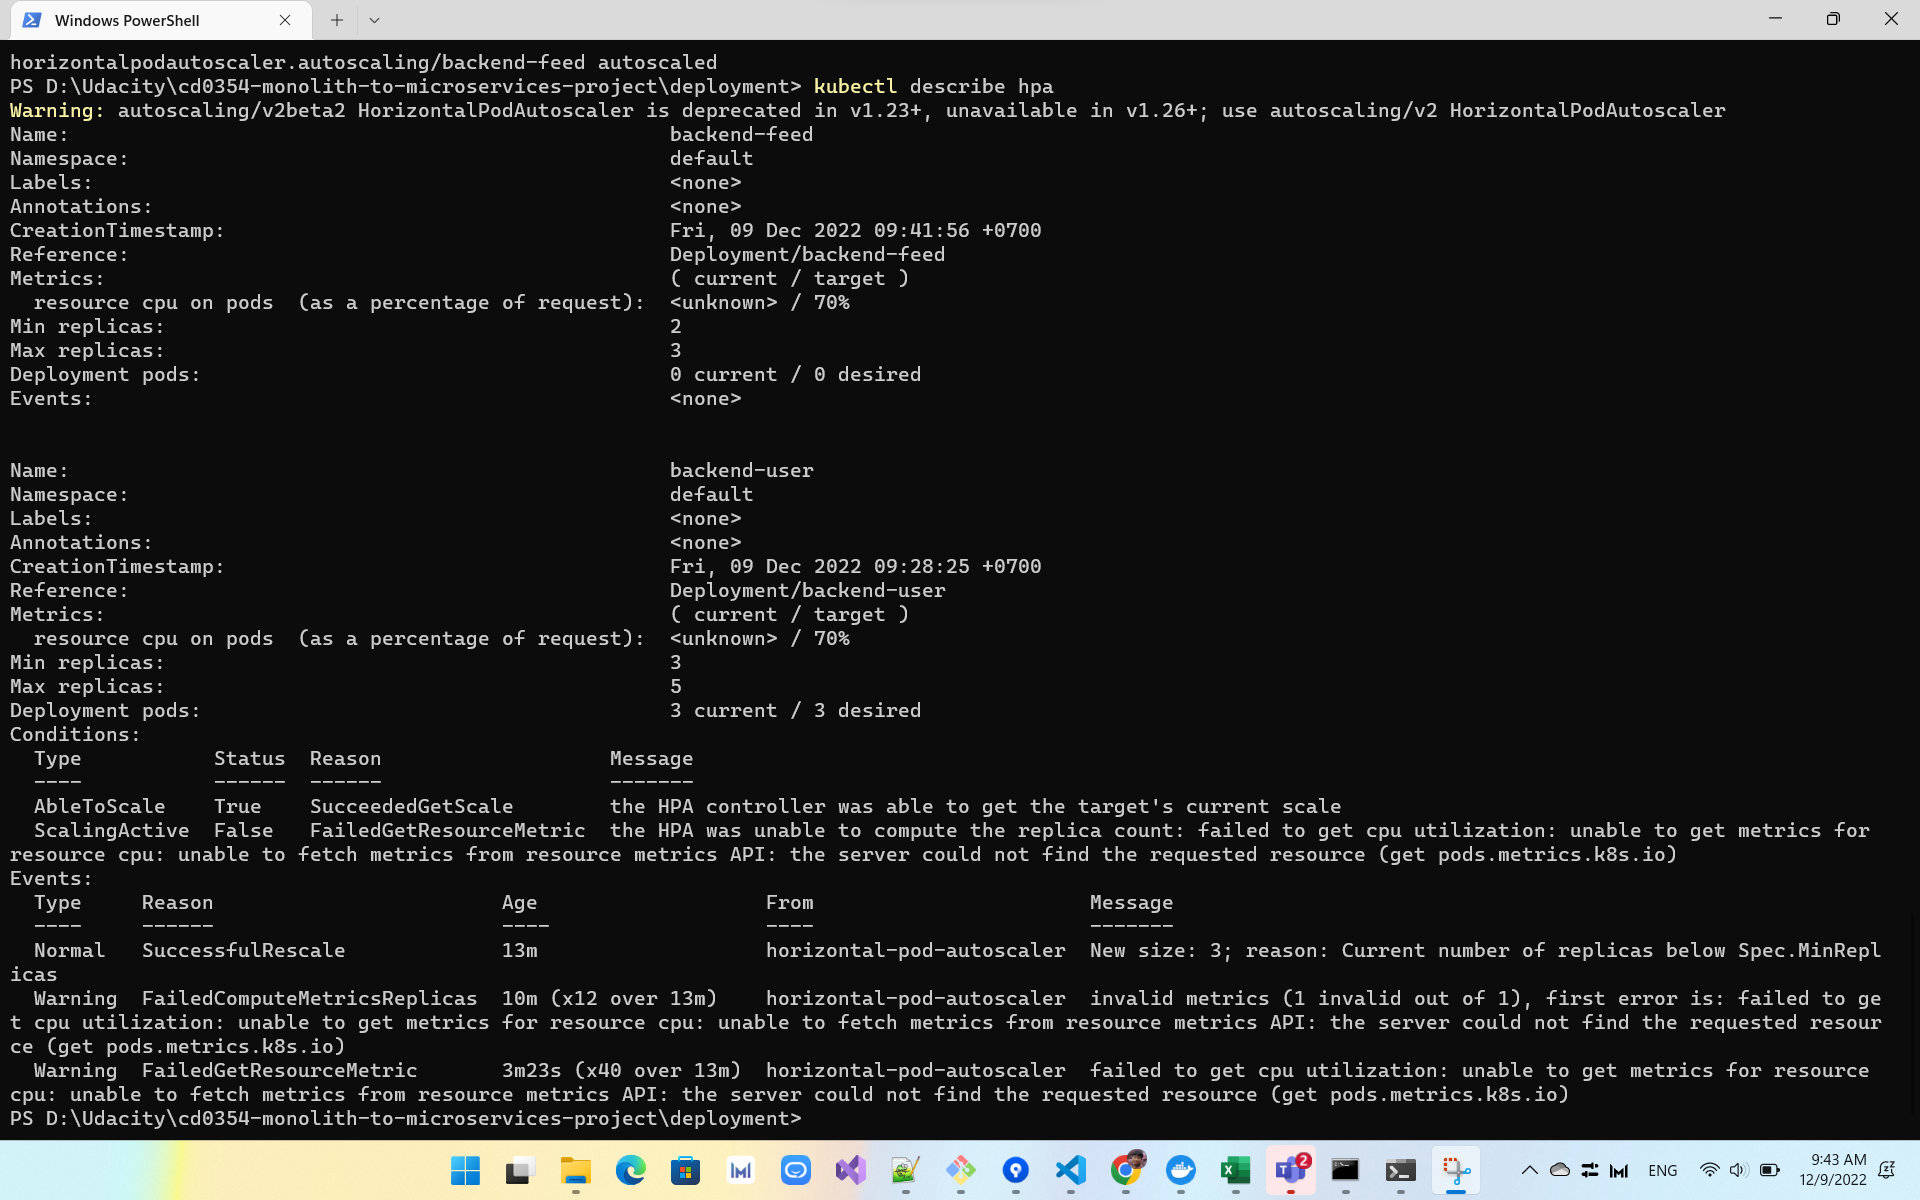 Windows PowerShell
horizontalpodautoscaler.autoscaling/backend-feed autoscaled
PS D:\Udacity\cd0354-monolith-to-microservices-project\deployment> kubectl describe hpa
Warning: autoscaling/v2beta2 HorizontalPodAutoscaler is deprecated in v1.23+, unavailable in v1.26+; use autoscaling/v2 HorizontalPodAutoscaler
Name: backend-feed
Namespace: default
Labels: <none>
Annotations: <none>
CreationTimestamp: Fri, 09 Dec 2022 09:41:56 +0700
Reference: Deployment/backend-feed
Metrics: ( current / target )
resource cpu on pods (as a percentage of request): <unknown> / 70%
Min replicas: 2
Max replicas: 3
Deployment pods: 0 current / 0 desired
Events: <none>
Name: backend-user
Namespace: default
Labels: <none>
Annotations: <none>
CreationTimestamp: Fri, 09 Dec 2022 09:28:25 +0700
Reference: Deployment/backend-user
Metrics: ( current / target )
resource cpu on pods (as a percentage of request): <unknown> / 70%
Min replicas: 3
Max replicas: 5
Deployment pods: 3 current / 3 desired
Conditions:
Type Status Reason Message
---- ------ ------ -------
AbleToScale True SucceededGetScale the HPA controller was able to get the target's current scale
ScalingActive False FailedGetResourceMetric the HPA was unable to compute the replica count: failed to get cpu utilization: unable to get metrics for
resource cpu: unable to fetch metrics from resource metrics API: the server could not find the requested resource (get pods.metrics.k8s.io)
Events:
Type Reason Age From Message
---- ------ ---- ---- -------
Normal SuccessfulRescale 13m horizontal-pod-autoscaler New size: 3; reason: Current number of replicas below Spec.MinRepl
icas
Warning FailedComputeMetricsReplicas 10m (x12 over 13m) horizontal-pod-autoscaler invalid metrics (1 invalid out of 1), first error is: failed to ge
t cpu utilization: unable to get metrics for resource cpu: unable to fetch metrics from resource metrics API: the server could not find the requested resour
ce (get pods.metrics.k8s.io)
Warning FailedGetResourceMetric 3m23s (x40 over 13m) horizontal-pod-autoscaler failed to get cpu utilization: unable to get metrics for resource
cpu: unable to fetch metrics from resource metrics API: the server could not find the requested resource (get pods.metrics.k8s.io)
PS D:\Udacity\cd0354-monolith-to-microservices-project\deployment>
2
ENG
9:43 AM
12/9/2022